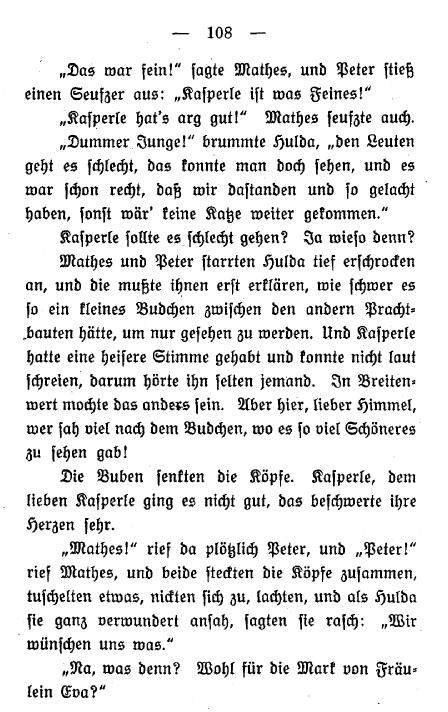 — 108 —
„Das war fein!“ sagte Mathes, und Peter stieß
einen Seufzer aus: „Kasperle ist was Feines!“
„Kasperle hat's arg gut!“ Mathes seufzte auch.
„Dummer Junge!“ brummte Hulda, „den Leuten
geht es schlecht, das konnte man doch sehen, und es
war schon recht, daß wir dastanden und so gelacht
haben, sonst wär' keine Katze weiter gekommen.“
Kasperle sollte es schlecht gehen? Ja wieso denn?
Mathes und Peter starrten Hulda tief erschrocken
an, und die mußte ihnen erst erklären, wie schwer es
so ein kleines Budchen zwischen den andern Pracht-
bauten hätte, um nur gesehen zu werden. Und Kasperle
hatte eine heisere Stimme gehabt und konnte nicht laut
schreien, darum hörte ihn selten jemand. In Breiten-
wert mochte das anders sein. Aber hier, lieber Himmel,
wer sah viel nach dem Budchen, wo es so viel Schöneres
zu sehen gab!
Die Buben senkten die Köpfe. Kasperle, dem
lieben Kasperle ging es nicht gut, das beschwerte ihre
Herzen sehr.
„Mathes!“ rief da plötzlich Peter, und „Peter!“
rief Mathes, und beide steckten die Köpfe zusammen,
tuschelten etwas, nickten sich zu, lachten, und als Hulda
sie ganz verwundert ansah, sagten sie rasch: „Wir
wünschen uns was.“
„Na, was denn? Wohl für die Mark von Fräu-
lein Eva?“